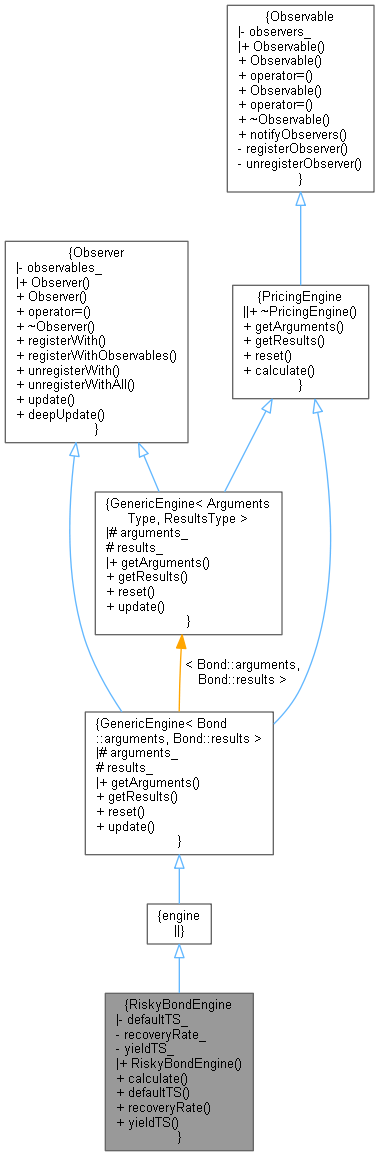 {Observable
|- observers_
|+ Observable()
+ Observable()
+ operator=()
+ Observable()
+ operator=()
+ ~Observable()
+ notifyObservers()
- registerObserver()
- unregisterObserver()
}
{Observer
|- observables_
|+ Observer()
+ Observer()
+ operator=()
+ ~Observer()
+ registerWith()
+ registerWithObservables()
+ unregisterWith()
+ unregisterWithAll()
+ update()
+ deepUpdate()
}
{PricingEngine
||+ ~PricingEngine()
+ getArguments()
+ getResults()
+ reset()
+ calculate()
}
{GenericEngine< Arguments
Type, ResultsType >
|# arguments_
# results_
|+ getArguments()
+ getResults()
+ reset()
+ update()
}
< Bond::arguments,
Bond::results >
{GenericEngine< Bond
::arguments, Bond::results >
|# arguments_
# results_
|+ getArguments()
+ getResults()
+ reset()
+ update()
}
{engine
||}
{RiskyBondEngine
|- defaultTS_
- recoveryRate_
- yieldTS_
|+ RiskyBondEngine()
+ calculate()
+ defaultTS()
+ recoveryRate()
+ yieldTS()
}